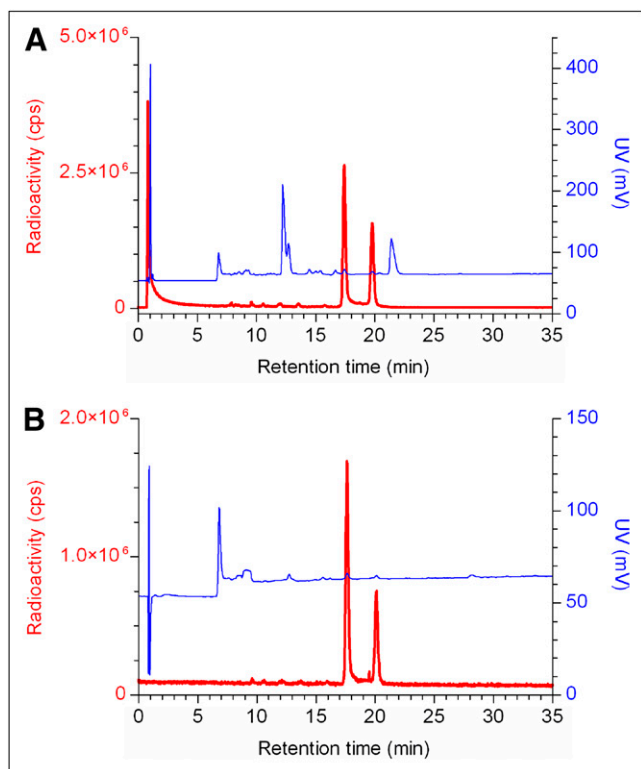 A
5.0×10⁶
2.5×10⁶
0
Radioactivity (cps)
400
300
200
100
0
UV (mV)
0 5 10 15 20 25 30 35
Retention time (min)
B
2.0×10⁶
1.0×10⁶
0
Radioactivity (cps)
150
100
50
0
UV (mV)
0 5 10 15 20 25 30 35
Retention time (min)